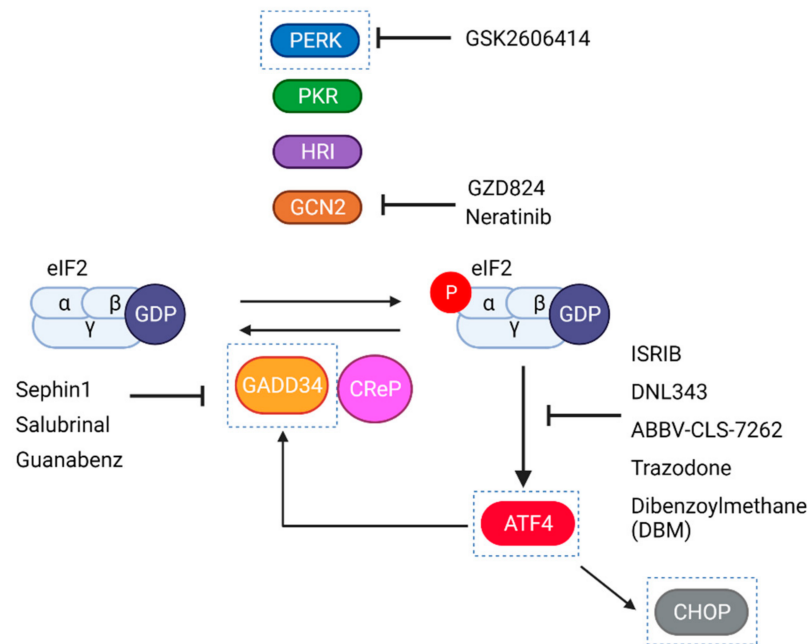 PERK
GSK2606414
PKR
HRI
GCN2
GZD824
Neratinib
eIF2
α β
γ
GDP
eIF2
P
α β
γ
GDP
Sephin1
Salubrinal
Guanabenz
GADD34
CReP
ISRIB
DNL343
ABBV-CLS-7262
Trazodone
Dibenzoylmethane
(DBM)
ATF4
CHOP